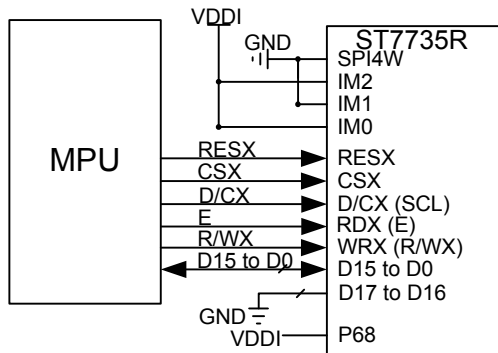 VDDI
GND
ST7735R
SPI4W
IM2
IM1
IM0
MPU
RESX
RESX
CSX
CSX
D/CX
D/CX (SCL)
E
RDX (E)
R/WX
WRX (R/WX)
D15 to D0
D15 to D0
D17 to D16
GND
VDDI
P68